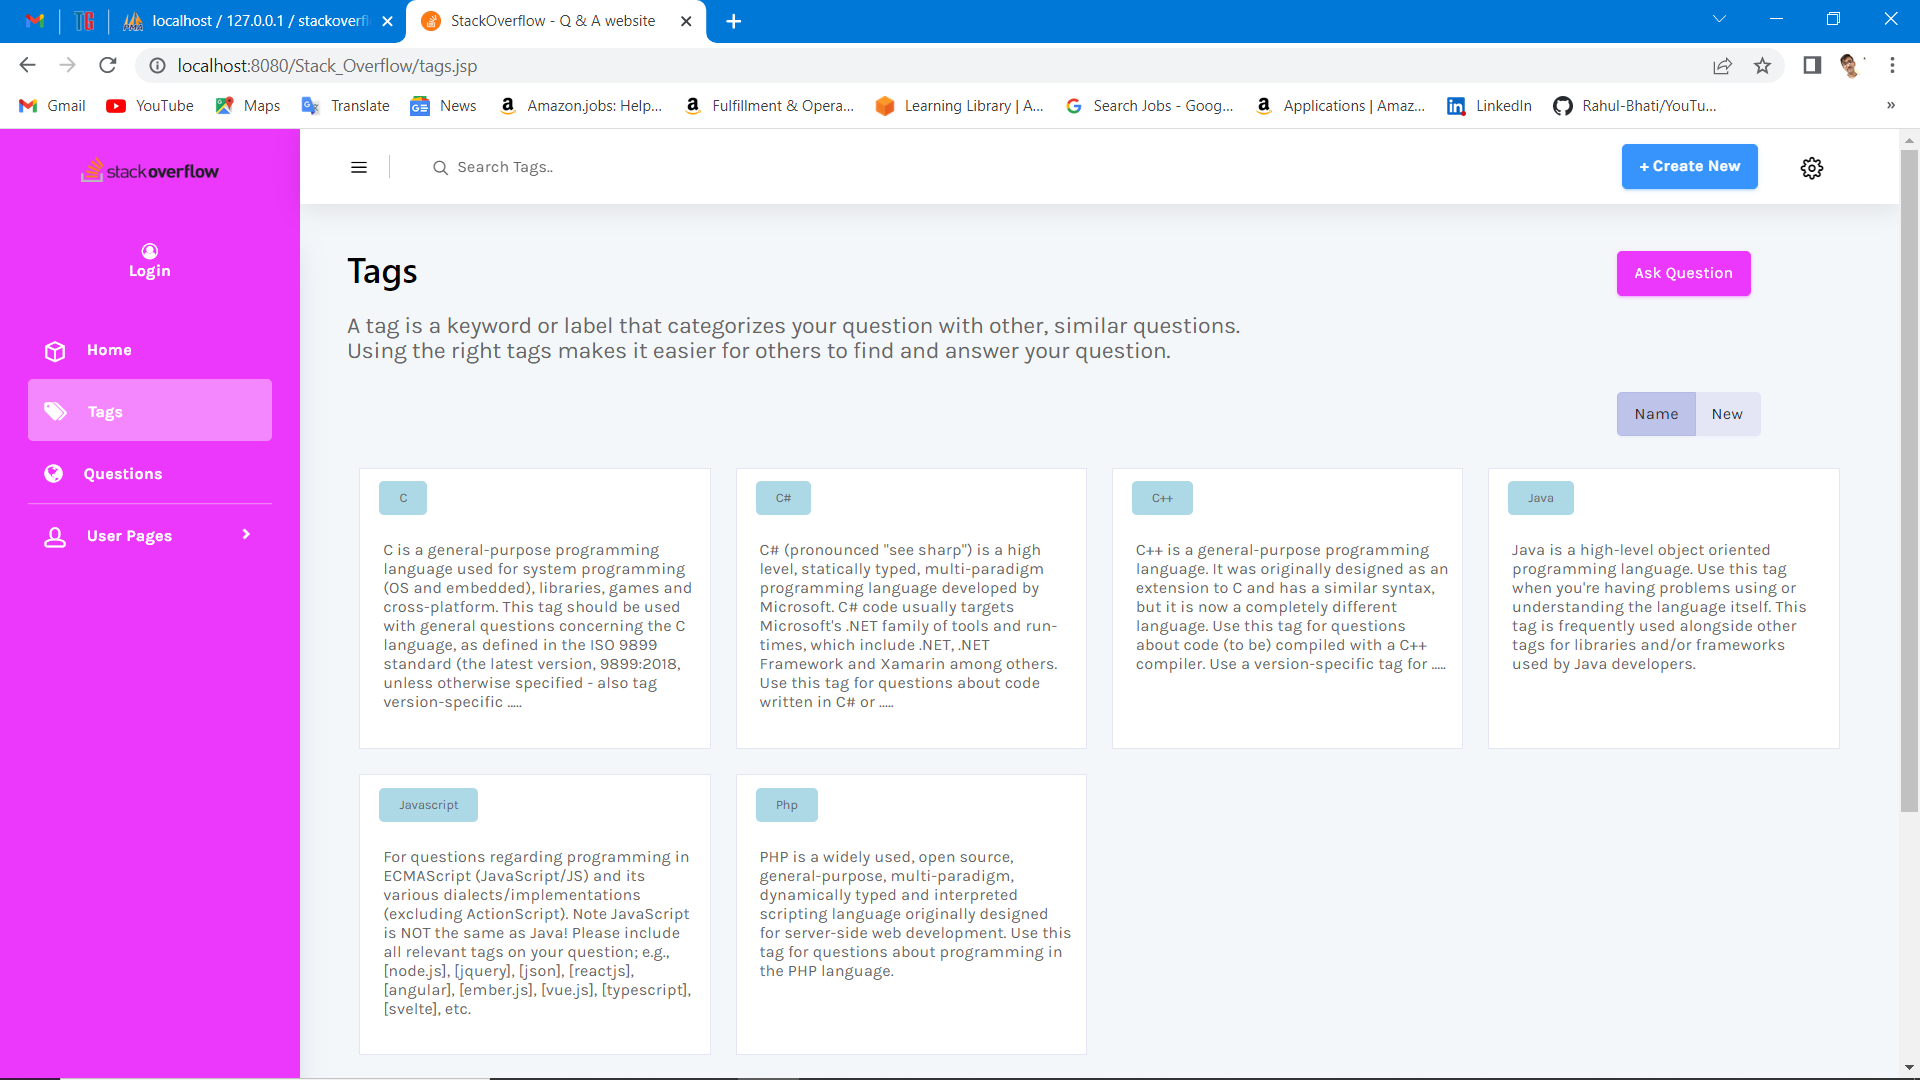 localhost / 127.0.0.1 / stackoverfl
StackOverflow - Q & A website
localhost:8080/Stack_Overflow/tags.jsp
Gmail
YouTube
Maps
Translate
News
Amazon.jobs: Help...
Fulfillment & Opera...
Learning Library | A...
Search Jobs - Goog...
Applications | Amaz...
LinkedIn
Rahul-Bhati/YouTu...
»
stackoverflow
Search Tags..
+ Create New
Login
Home
Tags
Questions
User Pages
Tags
Ask Question
A tag is a keyword or label that categorizes your question with other, similar questions.
Using the right tags makes it easier for others to find and answer your question.
Name
New
C
C is a general-purpose programming
language used for system programming
(OS and embedded), libraries, games and
cross-platform. This tag should be used
with general questions concerning the C
language, as defined in the ISO 9899
standard (the latest version, 9899:2018,
unless otherwise specified - also tag
version-specific .....
C#
C# (pronounced "see sharp") is a high
level, statically typed, multi-paradigm
programming language developed by
Microsoft. C# code usually targets
Microsoft's .NET family of tools and run-
times, which include .NET, .NET
Framework and Xamarin among others.
Use this tag for questions about code
written in C# or .....
C++
C++ is a general-purpose programming
language. It was originally designed as an
extension to C and has a similar syntax,
but it is now a completely different
language. Use this tag for questions
about code (to be) compiled with a C++
compiler. Use a version-specific tag for .....
Java
Java is a high-level object oriented
programming language. Use this tag
when you're having problems using or
understanding the language itself. This
tag is frequently used alongside other
tags for libraries and/or frameworks
used by Java developers.
Javascript
For questions regarding programming in
ECMAScript (JavaScript/JS) and its
various dialects/implementations
(excluding ActionScript). Note JavaScript
is NOT the same as Java! Please include
all relevant tags on your question; e.g.,
[node.js], [jquery], [json], [reactjs],
[angular], [ember.js], [vue.js], [typescript],
[svelte], etc.
Php
PHP is a widely used, open source,
general-purpose, multi-paradigm,
dynamically typed and interpreted
scripting language originally designed
for server-side web development. Use this
tag for questions about programming in
the PHP language.